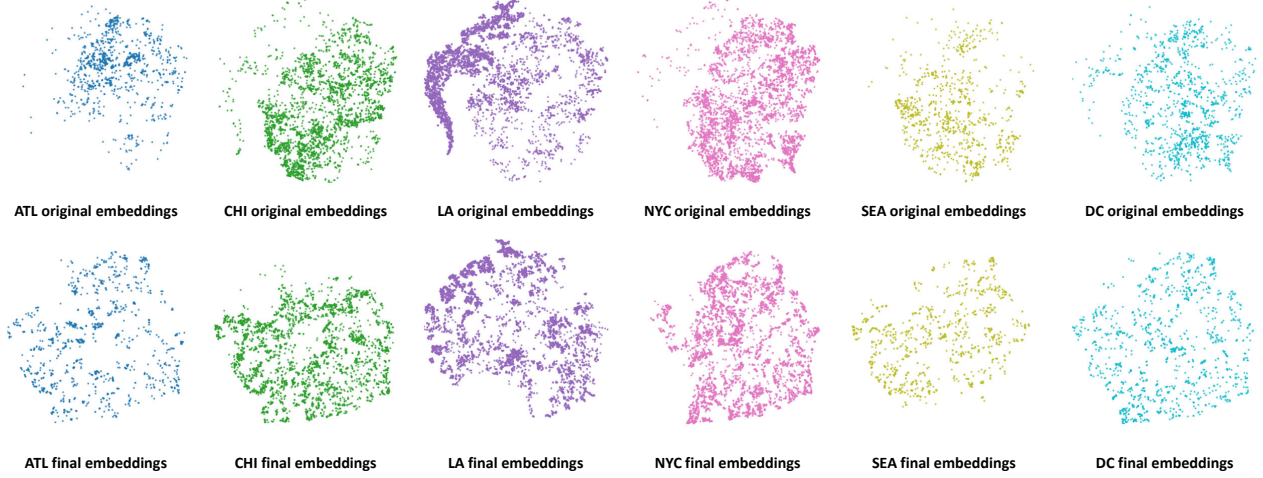 ATL original embeddings
CHI original embeddings
LA original embeddings
NYC original embeddings
SEA original embeddings
DC original embeddings
ATL final embeddings
CHI final embeddings
LA final embeddings
NYC final embeddings
SEA final embeddings
DC final embeddings